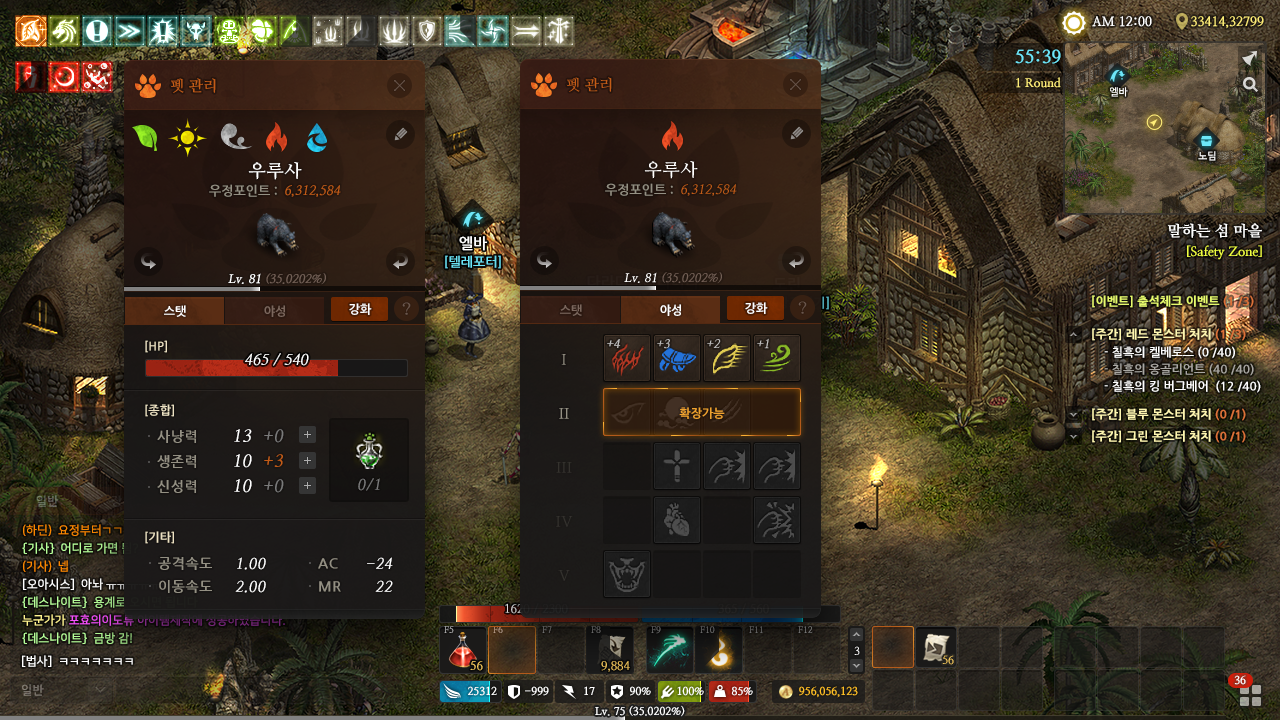 AM 12:00
33414,32799
55:39
1 Round
엘바
노딤
말하는 섬 마을
[Safety Zone]
[이벤트] 출석체크 이벤트
[주간] 레드 몬스터 처치
- 칠흑의 켈베로스 (0 /40)
- 칠흑의 옹골리언트 (40 /40)
- 칠흑의 킹 버그베어 (12 /40)
[주간] 블루 몬스터 처치 (0 /1)
[주간] 그린 몬스터 처치 (0 /1)
펫 관리
우루사
우정포인트 : 6,312,584
Lv. 81 (35.0202%)
스탯
야성
강화
?
[HP]
465 / 540
[종합]
· 사냥력 13 +0 +
· 생존력 10 +3 +
· 신성력 10 +0 +
0/1
[기타]
· 공격속도 1.00 · AC -24
· 이동속도 2.00 · MR 22
펫 관리
우루사
우정포인트 : 6,312,584
Lv. 81 (35.0202%)
스탯
야성
강화
?
I +4 +3 +2 +1
II 확장가능
III
IV
V
엘바
[텔레포터]
일반
(하딘) 요정부터ㄱㄱ
{기사} 어디로 가면
(기사) 넵
[오아시스] 아놔 ㅠㅠ
{데스나이트} 용계로
누군가가 포효의이도류 아이템제작에 성공하였습니다.
{데스나이트} 금방 감!
[법사] ㅋㅋㅋㅋㅋㅋㅋ
일반
F5 F6 F7 F8 F9 F10 F11 F12
56
9,884
3
56
25312 -999 17 90% 100% 85% 956,056,123
Lv. 75 (35.0202%)
36